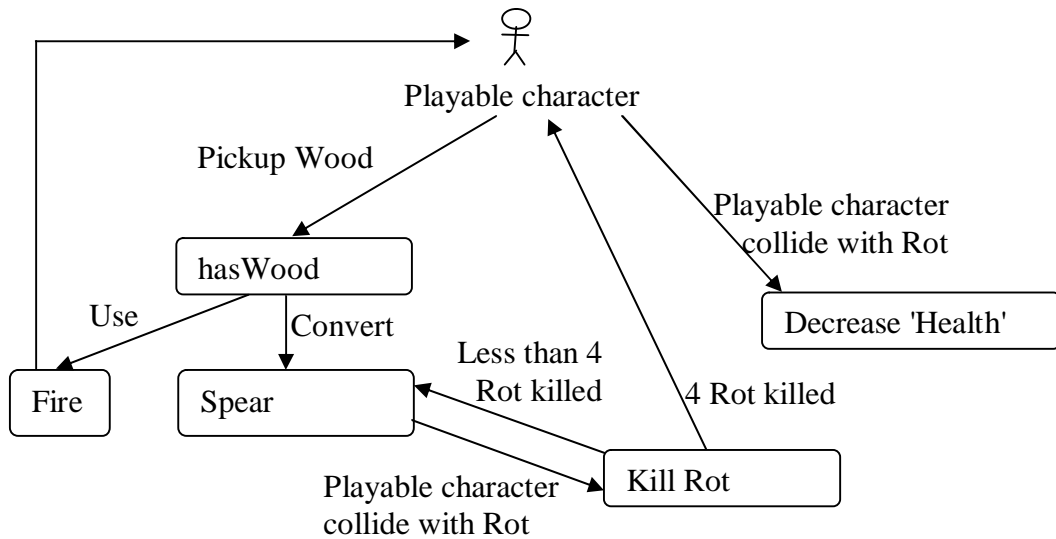 Playable character
Pickup Wood
Playable character
collide with Rot
hasWood
Use
Convert
Decrease 'Health'
Less than 4
Rot killed
4 Rot killed
Fire
Spear
Kill Rot
Playable character
collide with Rot